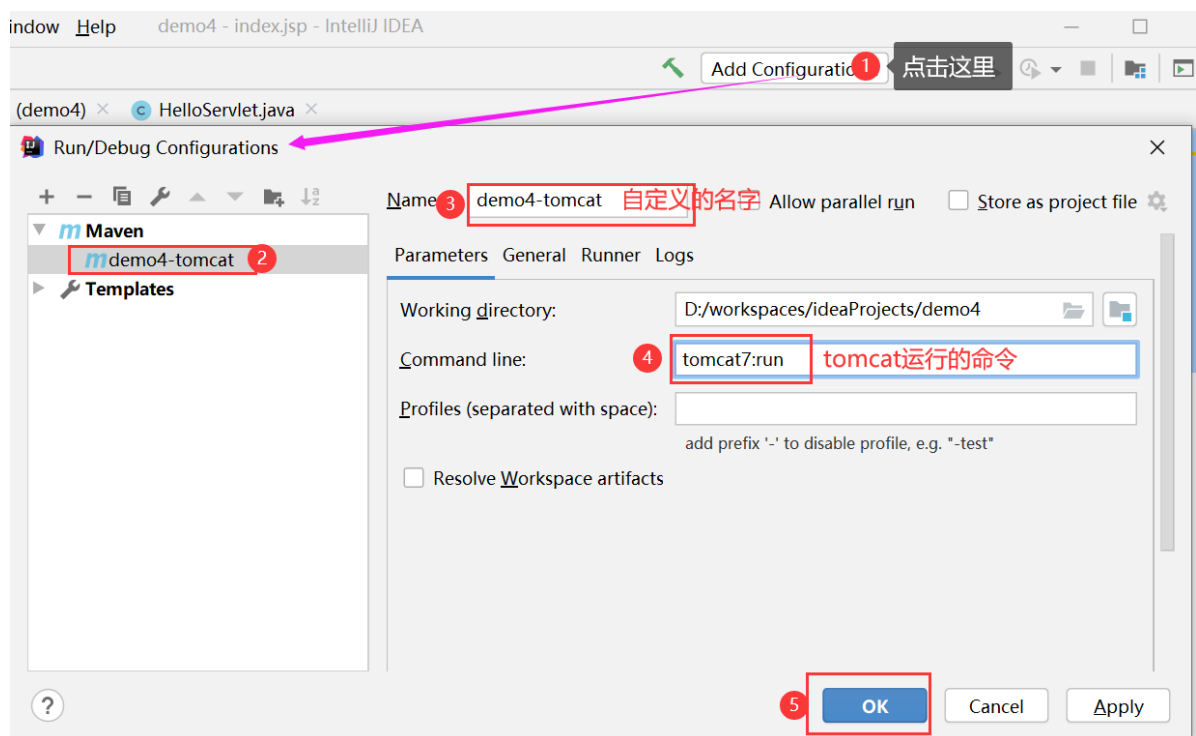 indow Help demo4 - index.jsp - IntelliJ IDEA
Add Configuratio 1 点击这里
(demo4) × C HelloServlet.java ×
IJ Run/Debug Configurations
Name 3 demo4-tomcat 自定义的名字 Allow parallel run Store as project file
m Maven
m demo4-tomcat 2
Templates
Parameters General Runner Logs
Working directory: D:/workspaces/ideaProjects/demo4
Command line: 4 tomcat7:run tomcat运行的命令
Profiles (separated with space):
add prefix '-' to disable profile, e.g. "-test"
Resolve Workspace artifacts
? 5 OK Cancel Apply